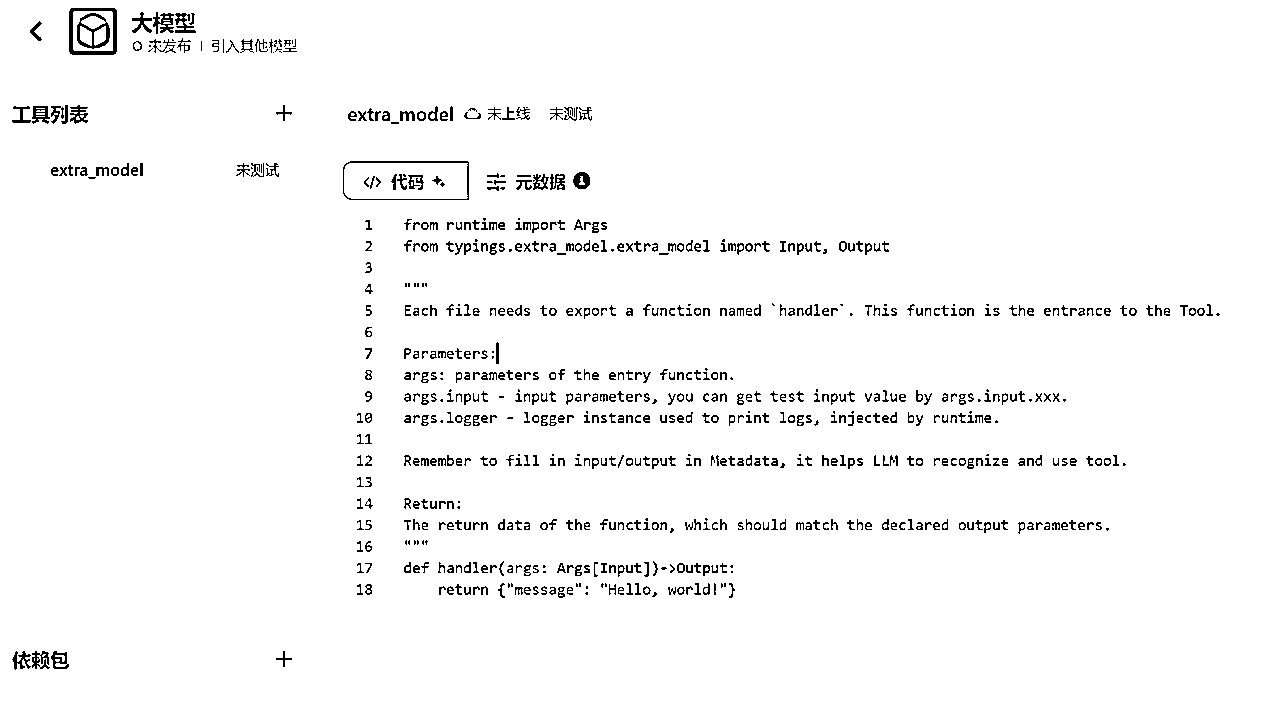 大模型
未发布 | 引入其他模型
工具列表
extra_model 未上线 未测试
extra_model 未测试
</> 代码 元数据
1 from runtime import Args
2 from typings.extra_model.extra_model import Input, Output
3
4 """
5 Each file needs to export a function named `handler`. This function is the entrance to the Tool.
6
7 Parameters:
8 args: parameters of the entry function.
9 args.input - input parameters, you can get test input value by args.input.xxx.
10 args.logger - logger instance used to print logs, injected by runtime.
11
12 Remember to fill in input/output in Metadata, it helps LLM to recognize and use tool.
13
14 Return:
15 The return data of the function, which should match the declared output parameters.
16 """
17 def handler(args: Args[Input])->Output:
18     return {"message": "Hello, world!"}
依赖包